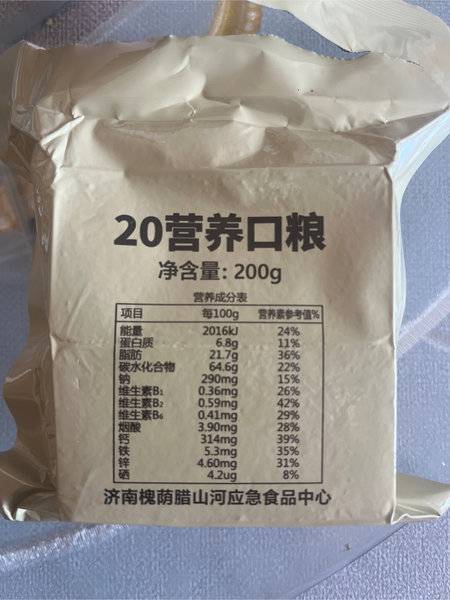 20营养口粮
净含量: 200g
营养成分表
项目 每100g 营养素参考值%
能量 2016kJ 24%
蛋白质 6.8g 11%
脂肪 21.7g 36%
碳水化合物 64.6g 22%
钠 290mg 15%
维生素B₁ 0.36mg 26%
维生素B₂ 0.59mg 42%
维生素B₆ 0.41mg 29%
烟酸 3.90mg 28%
钙 314mg 39%
铁 5.3mg 35%
锌 4.60mg 31%
硒 4.2ug 8%
济南槐荫腊山河应急食品中心